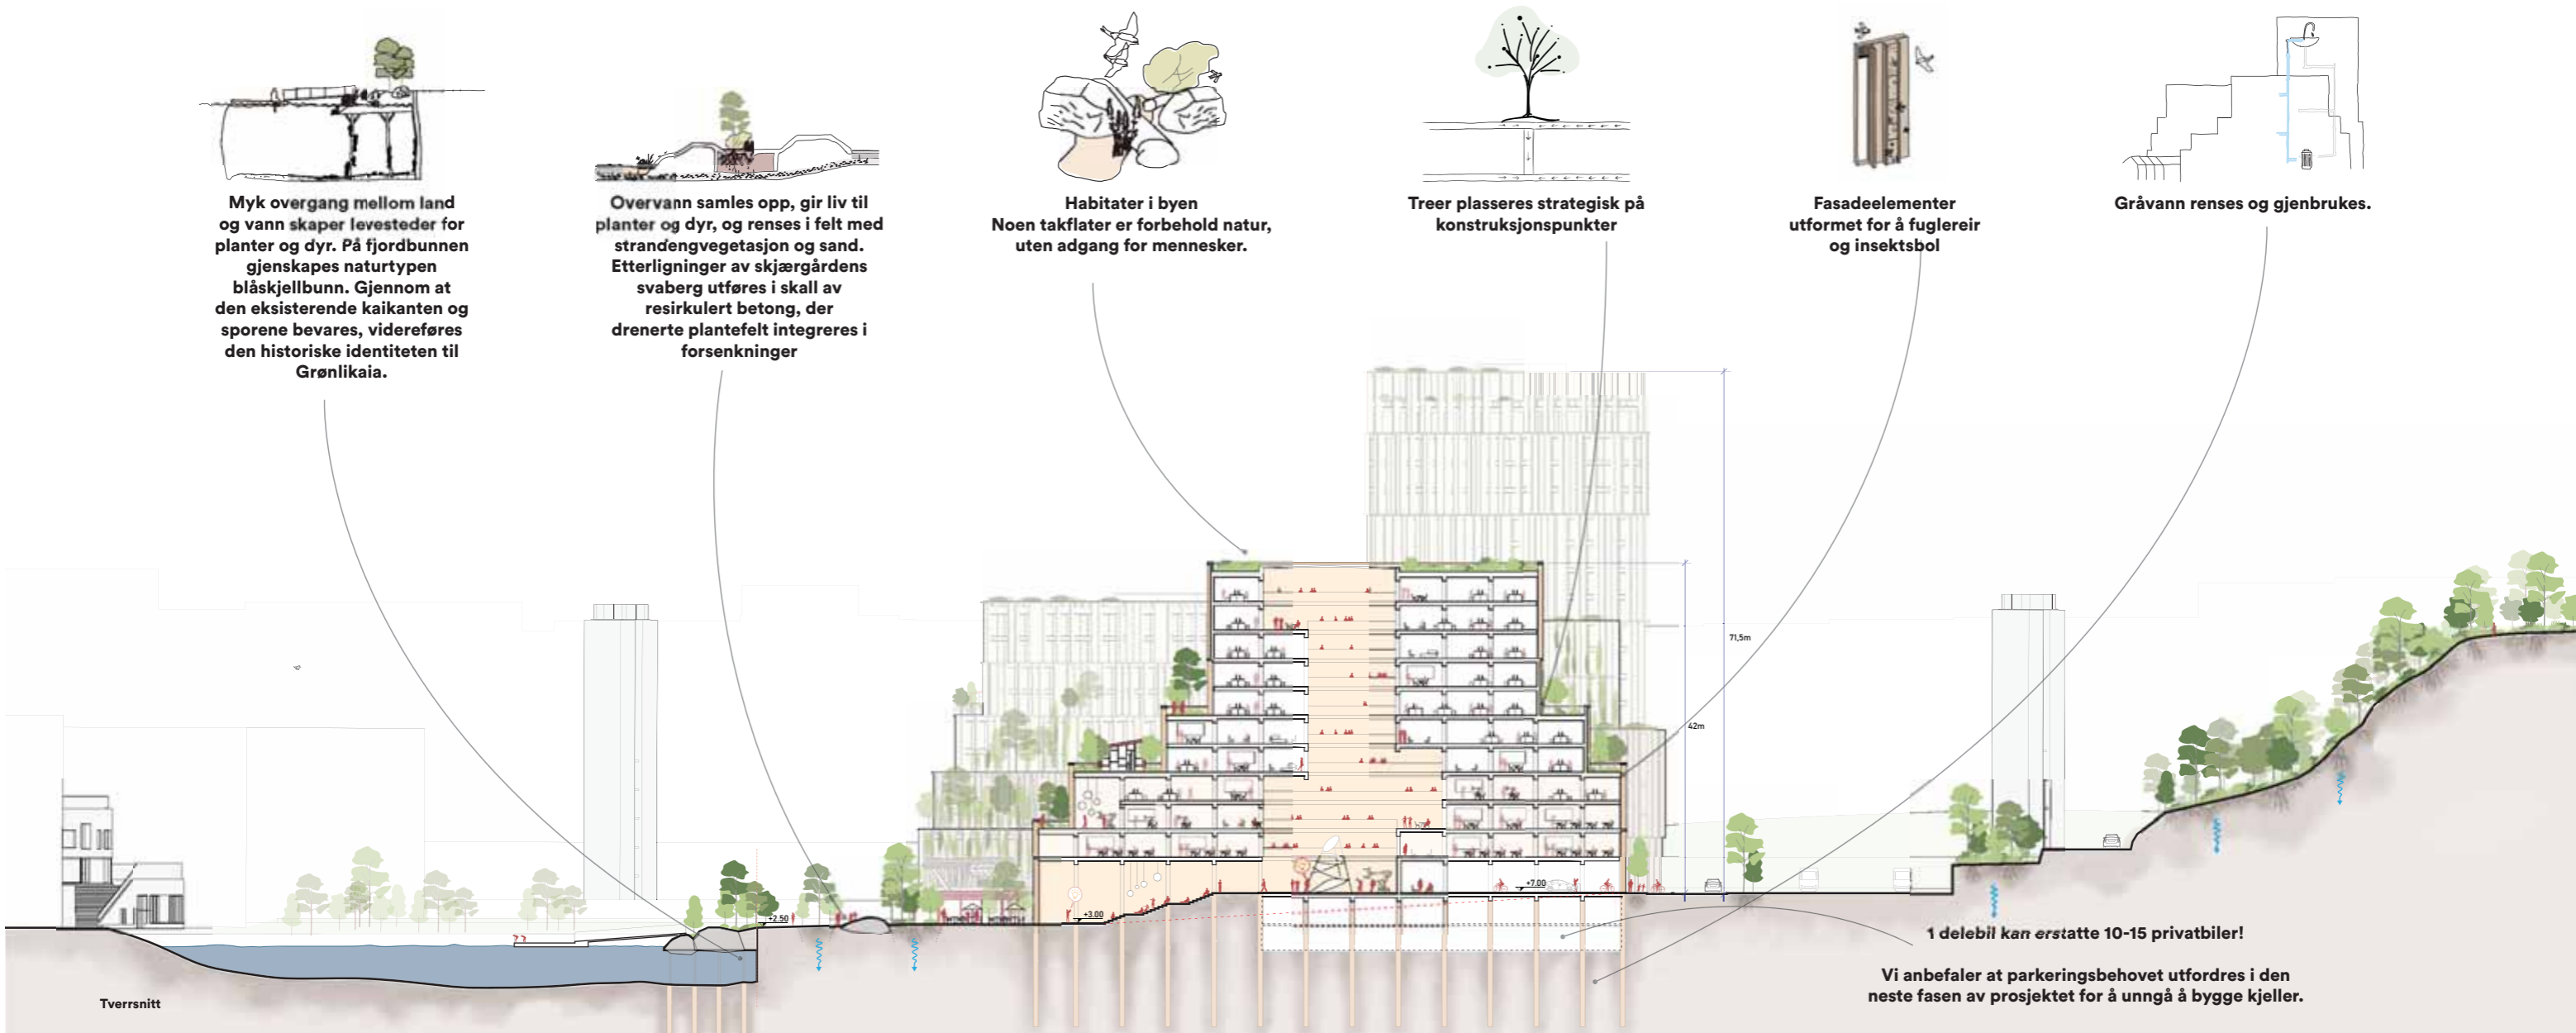 Myk overgang mellom land
og vann skaper levesteder for
planter og dyr. På fjordbunnen
gjenskapes naturtypen
blåskjellbunn. Gjennom at
den eksisterende kaikanten og
sporene bevares, videreføres
den historiske identiteten til
Grønlikaia.
Overvann samles opp, gir liv til
planter og dyr, og renses i felt med
strandengvegetasjon og sand.
Etterligninger av skjærgårdens
svaberg utføres i skall av
resirkulert betong, der
drenerte plantefelt integreres i
forsenkninger
Habitater i byen
Noen takflater er forbehold natur,
uten adgang for mennesker.
Treer plasseres strategisk på
konstruksjonspunkter
Fasadeelementer
utformet for å fuglereir
og insektsbol
Gråvann renses og gjenbrukes.
71,5m
42m
+7.00
+3.00
+2.50
1 delebil kan erstatte 10-15 privatbiler!
Vi anbefaler at parkeringsbehovet utfordres i den
neste fasen av prosjektet for å unngå å bygge kjeller.
Tverrsnitt